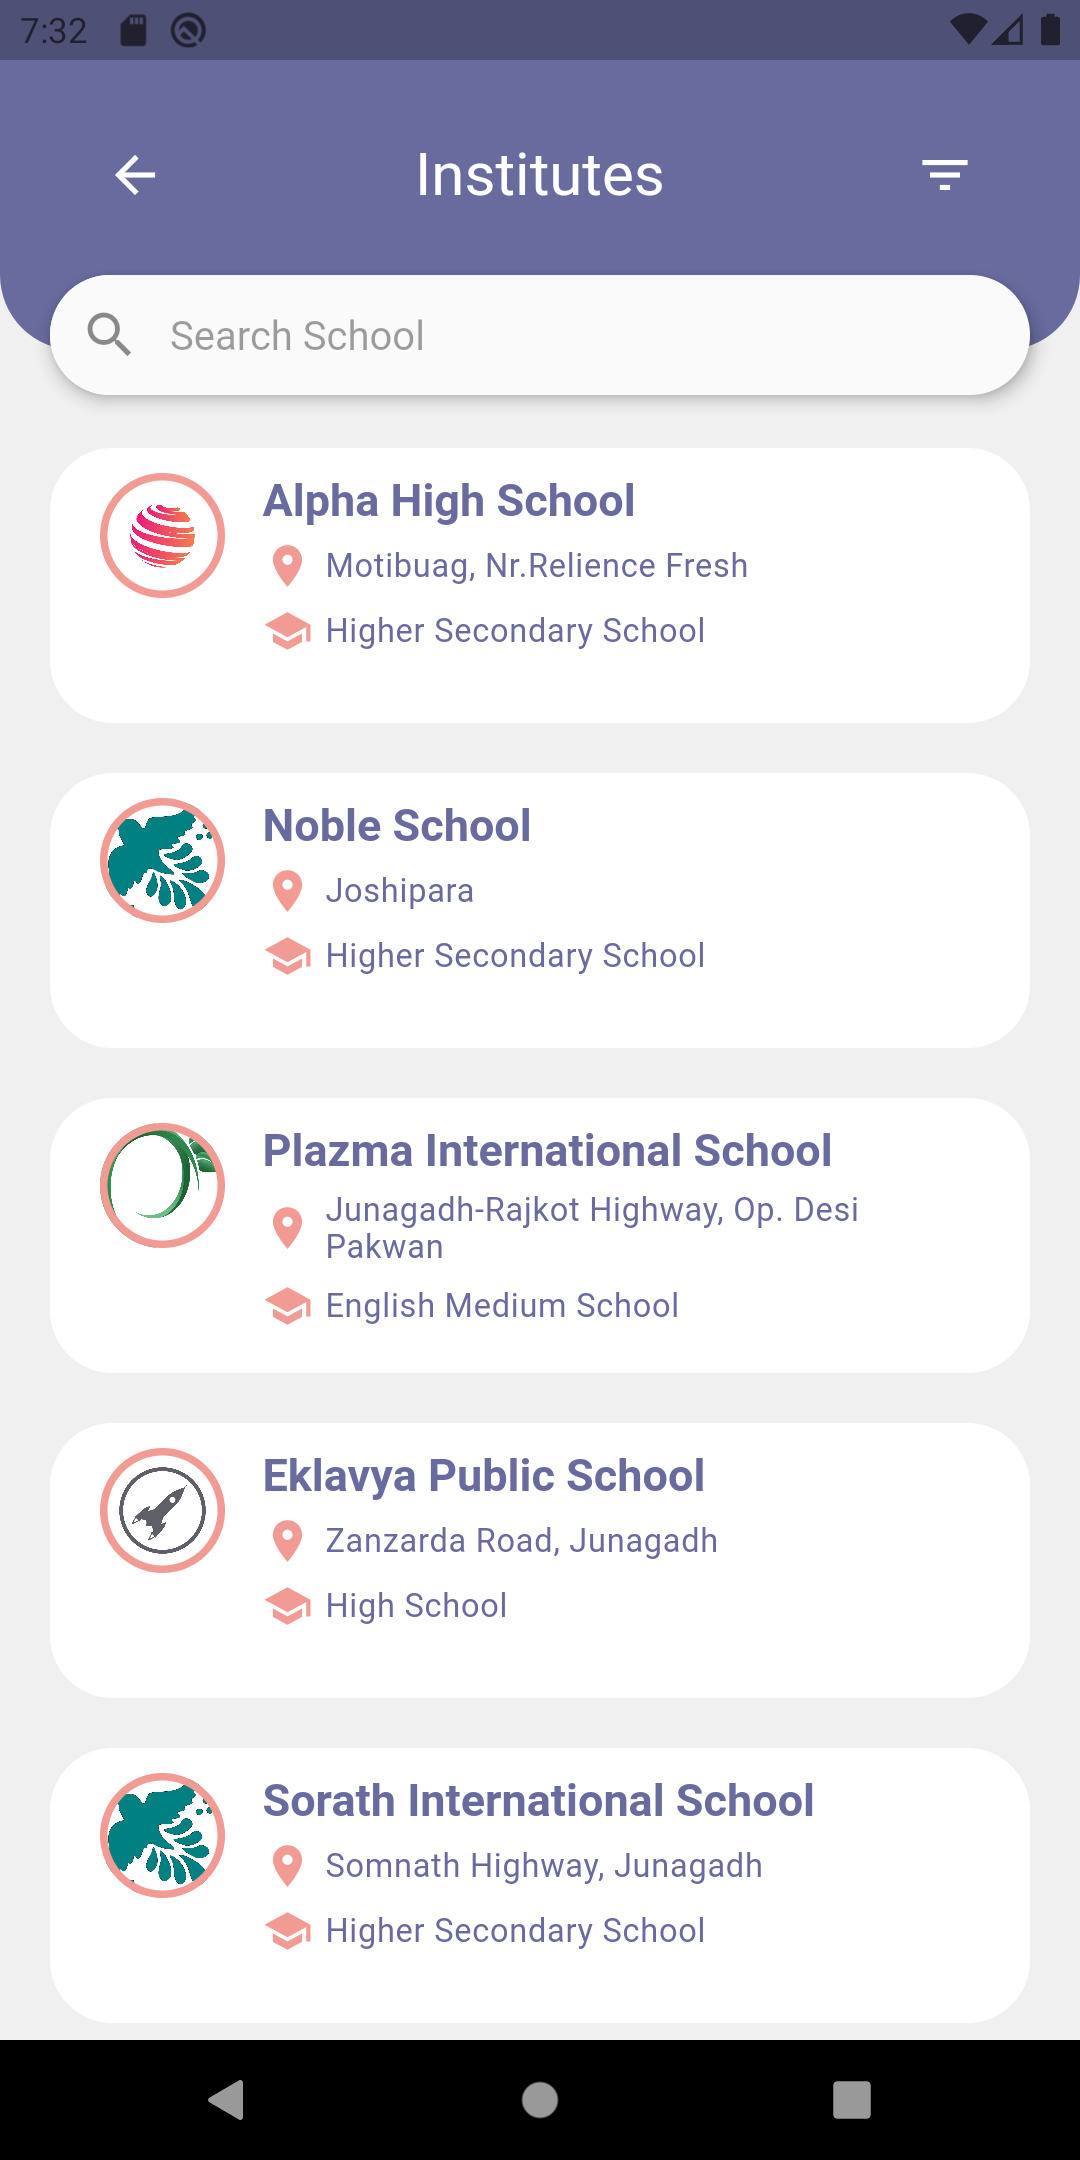 7:32
Institutes
Search School
Alpha High School
Motibuag, Nr.Relience Fresh
Higher Secondary School
Noble School
Joshipara
Higher Secondary School
Plazma International School
Junagadh-Rajkot Highway, Op. Desi
Pakwan
English Medium School
Eklavya Public School
Zanzarda Road, Junagadh
High School
Sorath International School
Somnath Highway, Junagadh
Higher Secondary School